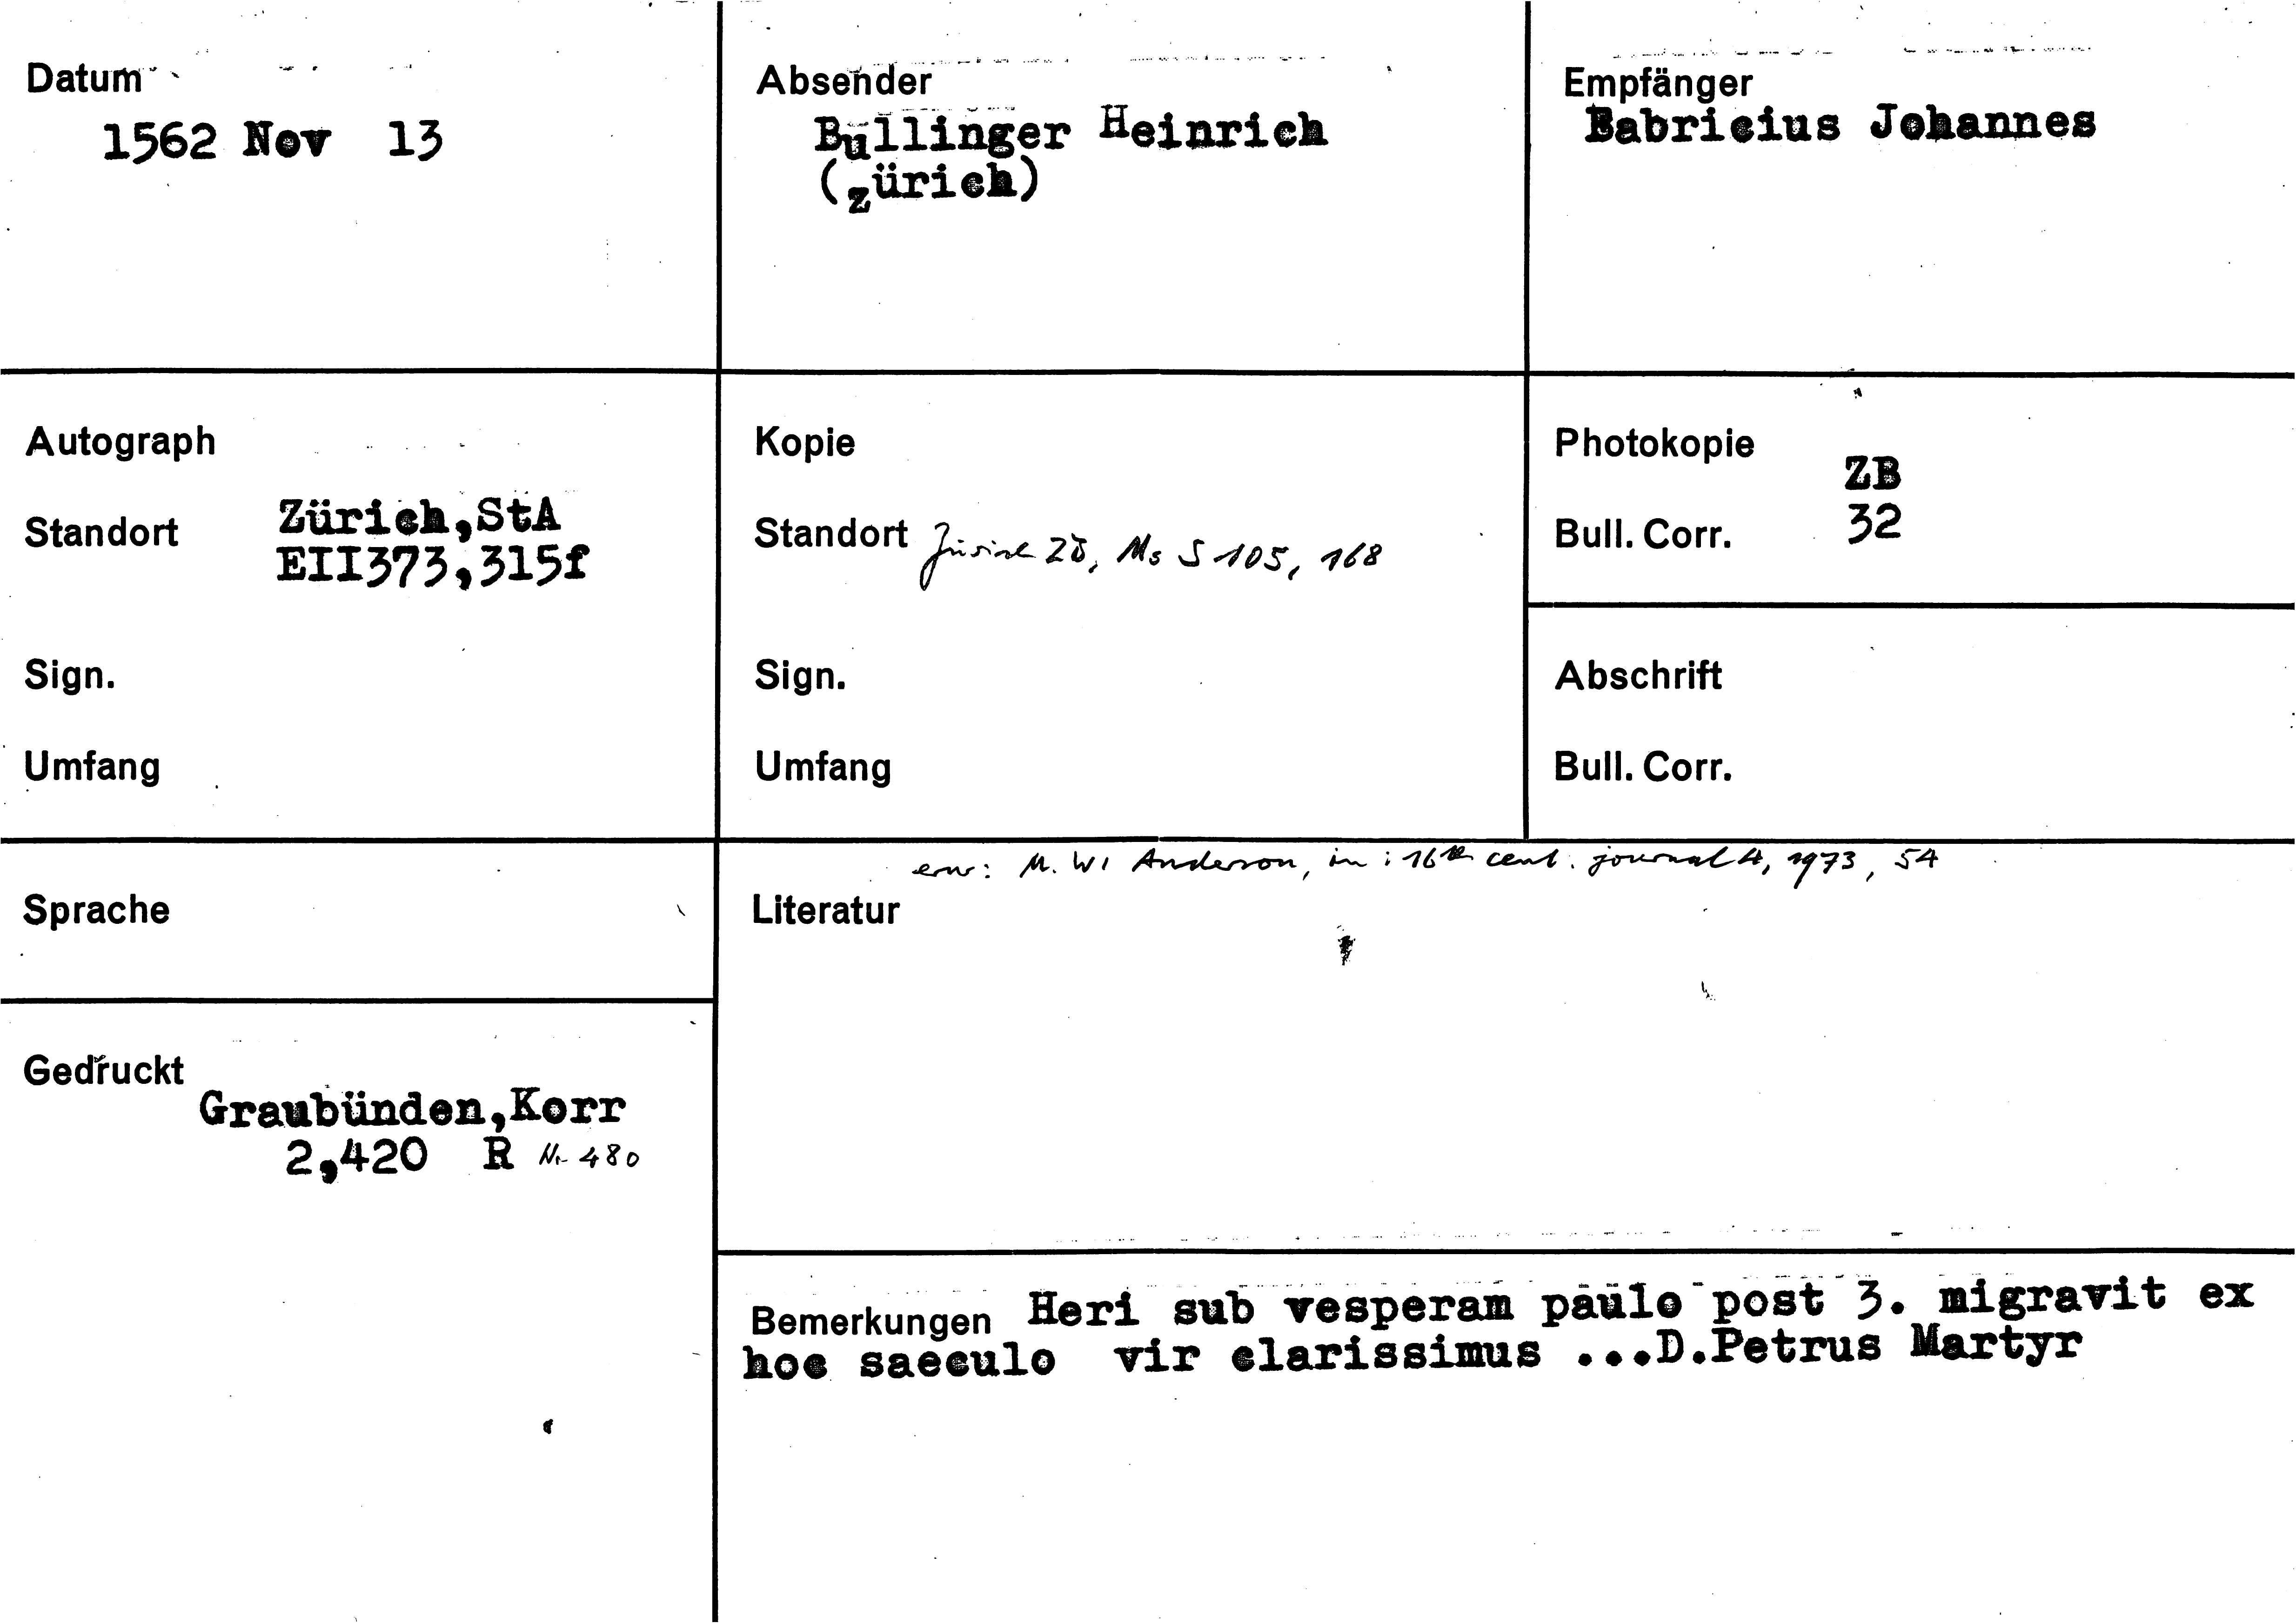 Datum
1562 Nov 13
Absender
Bullinger Heinrich
(zürich)
Empfänger
Babricius Johannes
Autograph
Standort Zürich,StA
EII373,315f
Sign.
Umfang
Kopie
Standort Zürich ZB, Ms S 105, 168
Sign.
Umfang
Photokopie
ZB
Bull. Corr. 32
Abschrift
Bull. Corr.
Sprache
erw: M. W. Anderson, in: 16th cent. journal 4, 1973, 54
Literatur
Gedruckt
Graubünden,Korr
2,420 R Nr 480
Bemerkungen Heri sub vesperam paulo post 3. migravit ex
hoc saeculo vir clarissimus ...D.Petrus Martyr